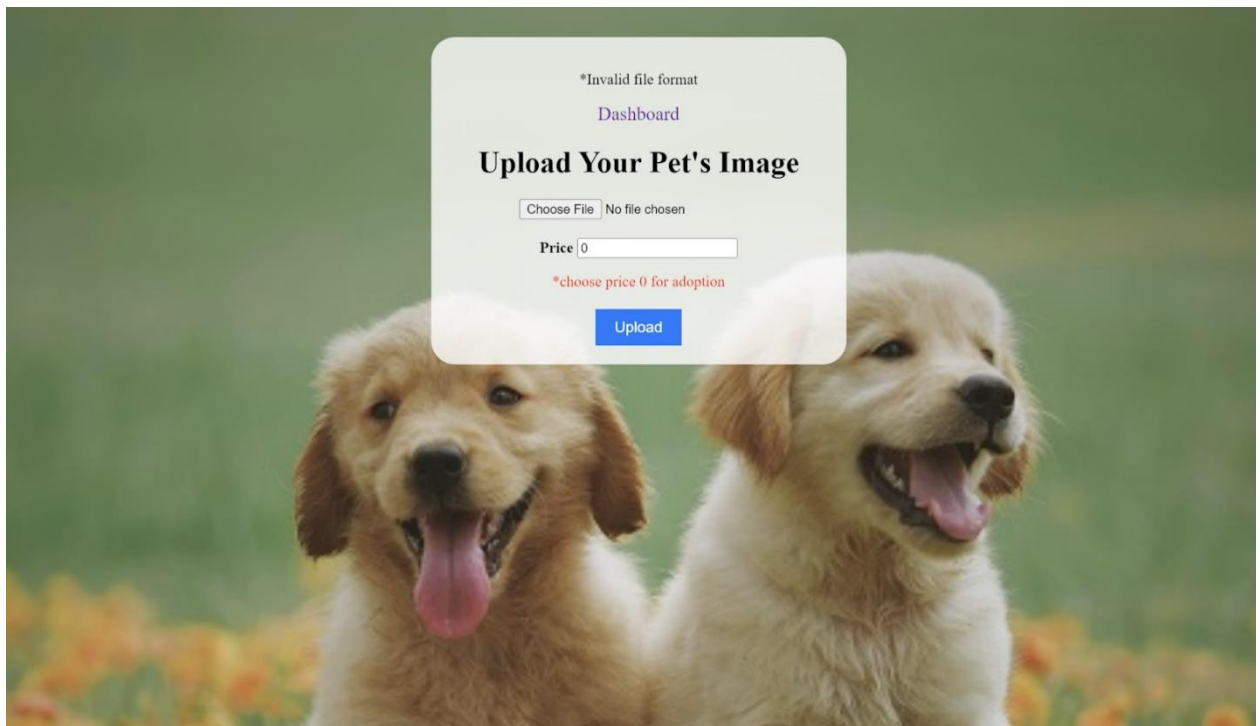 *Invalid file format
Dashboard
Upload Your Pet's Image
Choose File No file chosen
Price 0
*choose price 0 for adoption
Upload